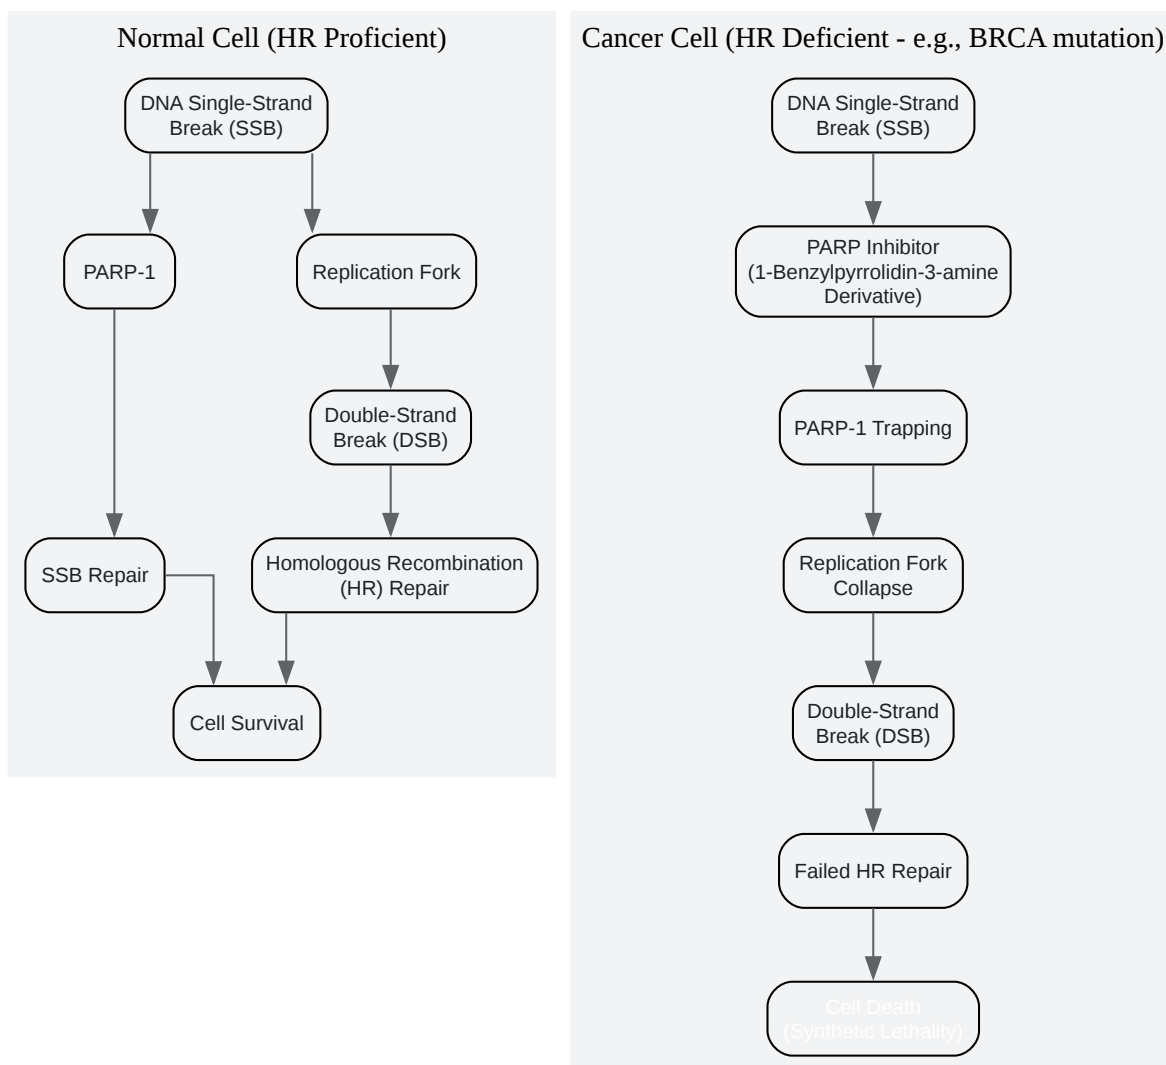 Normal Cell (HR Proficient)
DNA Single-Strand
Break (SSB)
PARP-1
Replication Fork
Double-Strand
Break (DSB)
SSB Repair
Homologous Recombination
(HR) Repair
Cell Survival
Cancer Cell (HR Deficient - e.g., BRCA mutation)
DNA Single-Strand
Break (SSB)
PARP Inhibitor
(1-Benzylpyrrolidin-3-amine
Derivative)
PARP-1 Trapping
Replication Fork
Collapse
Double-Strand
Break (DSB)
Failed HR Repair
Cell Death
(Synthetic Lethality)